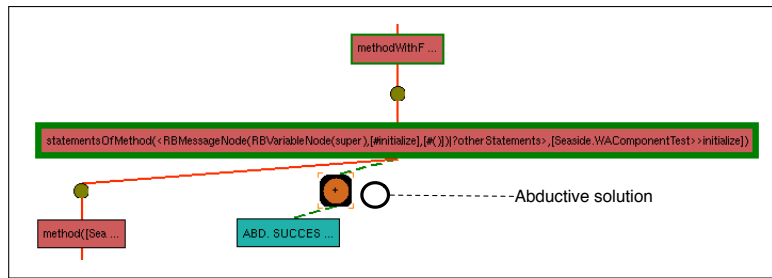 methodWithF ...
statementsOfMethod(<RBMessageNode(RBVariableNode(super),[#initialize],[#()])|?otherStatements>,[Seaside.WAComponentTest>>initialize])
+
Abductive solution
method([Sea ...
ABD. SUCCES ...